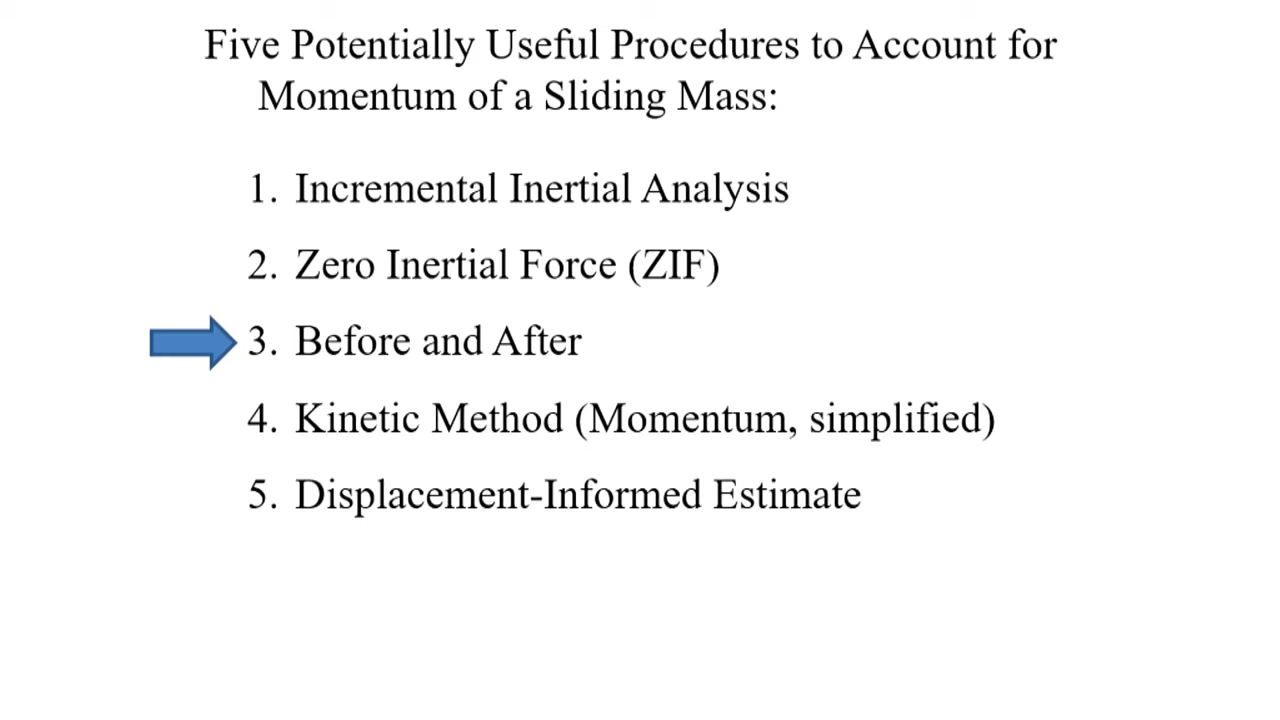 Five Potentially Useful Procedures to Account for
Momentum of a Sliding Mass:
1. Incremental Inertial Analysis
2. Zero Inertial Force (ZIF)
3. Before and After
4. Kinetic Method (Momentum, simplified)
5. Displacement-Informed Estimate